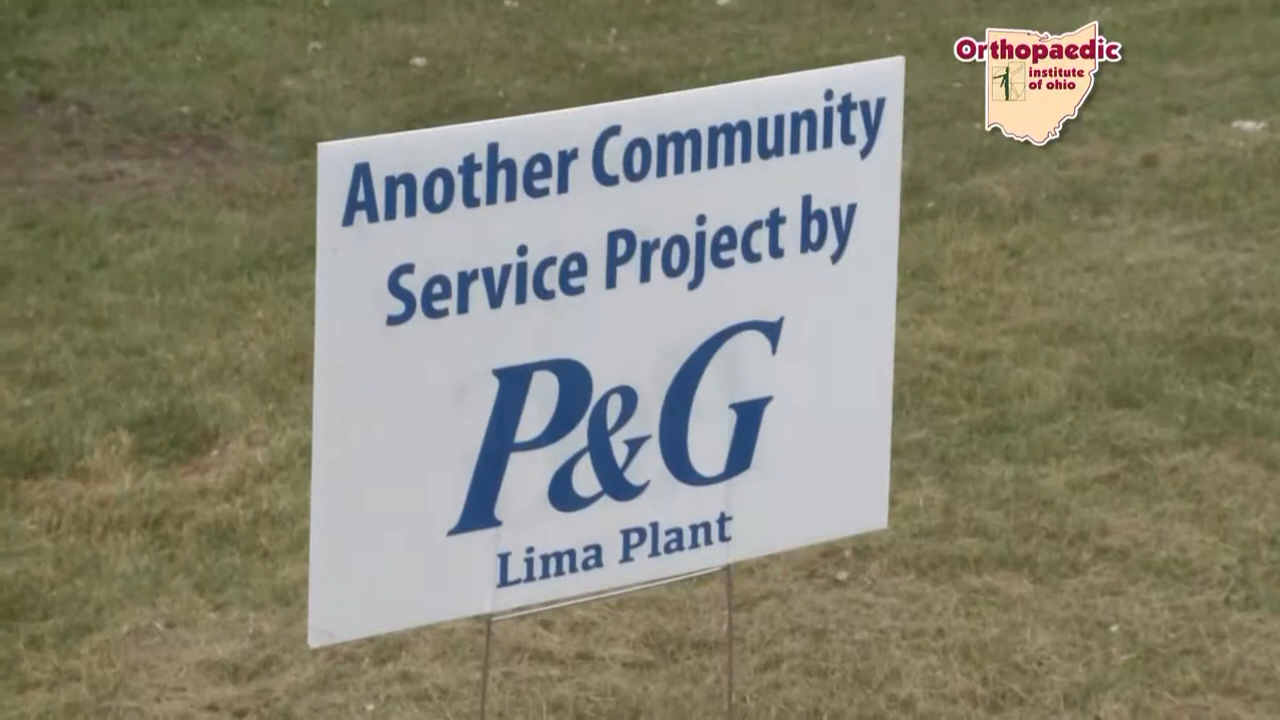 Another Community
Service Project by
P&G
Lima Plant
Orthopaedic
institute
of ohio